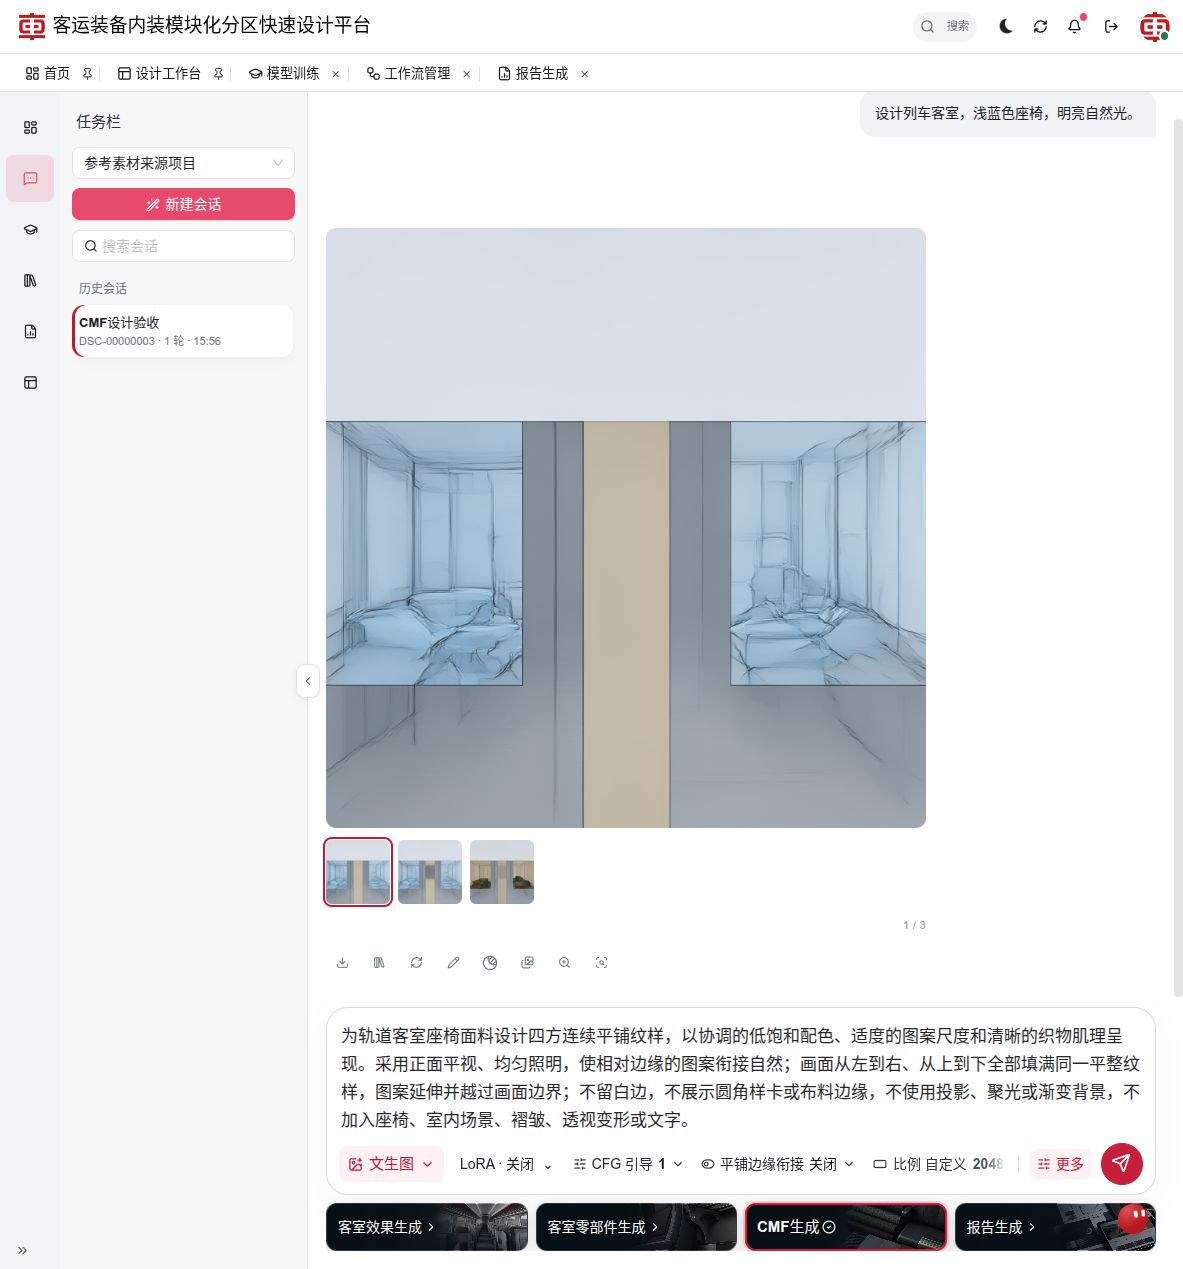 客运装备内装模块化分区快速设计平台
搜索
首页
设计工作台
模型训练
工作流管理
报告生成
任务栏
参考素材来源项目
新建会话
搜索会话
历史会话
CMF设计验收
DSC-00000003 · 1 轮 · 15:56
设计列车客室，浅蓝色座椅，明亮自然光。
1 / 3
为轨道客室座椅面料设计四方连续平铺纹样，以协调的低饱和配色、适度的图案尺度和清晰的织物肌理呈
现。采用正面平视、均匀照明，使相对边缘的图案衔接自然；画面从左到右、从上到下全部填满同一平整纹
样，图案延伸并越过画面边界；不留白边，不展示圆角样卡或布料边缘，不使用投影、聚光或渐变背景，不
加入座椅、室内场景、褶皱、透视变形或文字。
文生图
LoRA · 关闭
CFG 引导 1
平铺边缘衔接 关闭
比例 自定义 2048
更多
客室效果生成
客室零部件生成
CMF生成
报告生成